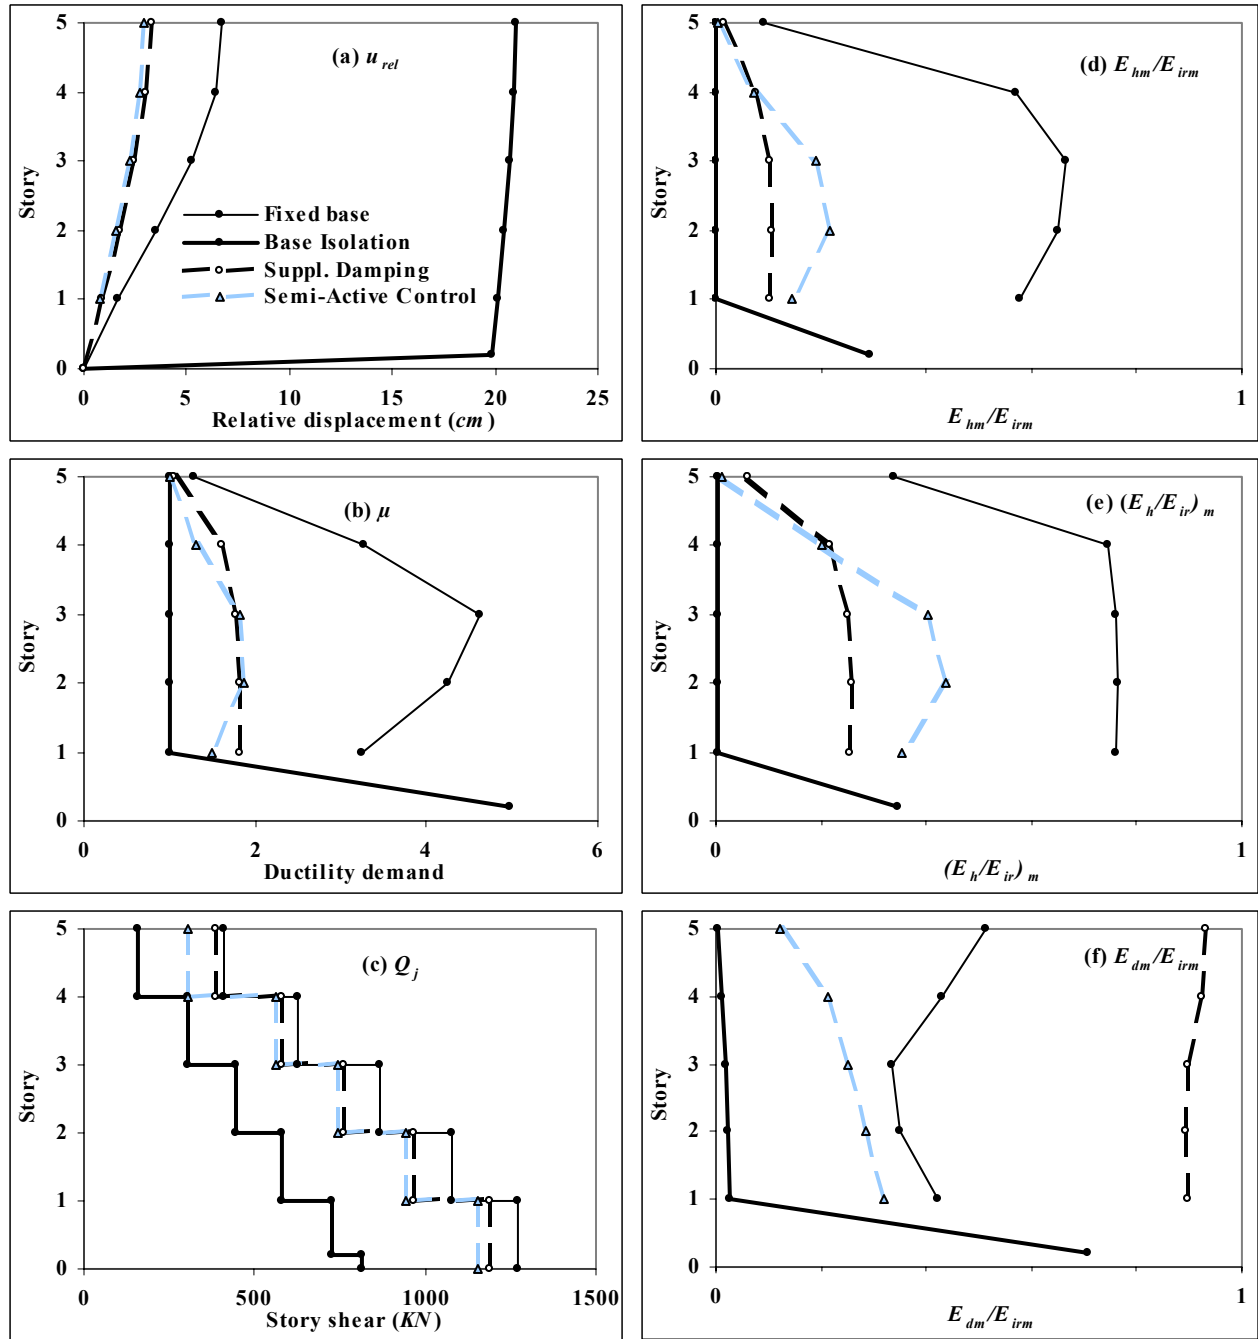 5
4
3
2
1
0
Story
(a) u rel
Fixed base
Base Isolation
Suppl. Damping
Semi-Active Control
0 5 10 15 20 25
Relative displacement (cm)
5
4
3
2
1
0
Story
(d) E hm/E irm
0 1
E hm/E irm
5
4
3
2
1
0
Story
(b) μ
0 2 4 6
Ductility demand
5
4
3
2
1
0
Story
(e) (E h/E ir) m
0 1
(E h/E ir) m
5
4
3
2
1
0
Story
(c) Q j
0 500 1000 1500
Story shear (KN)
5
4
3
2
1
0
Story
(f) E dm/E irm
0 1
E dm/E irm